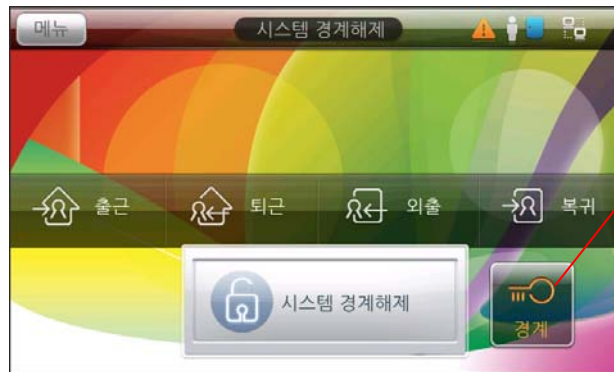 메뉴 시스템 경계해제
출근 퇴근 외출 복귀
시스템 경계해제 경계